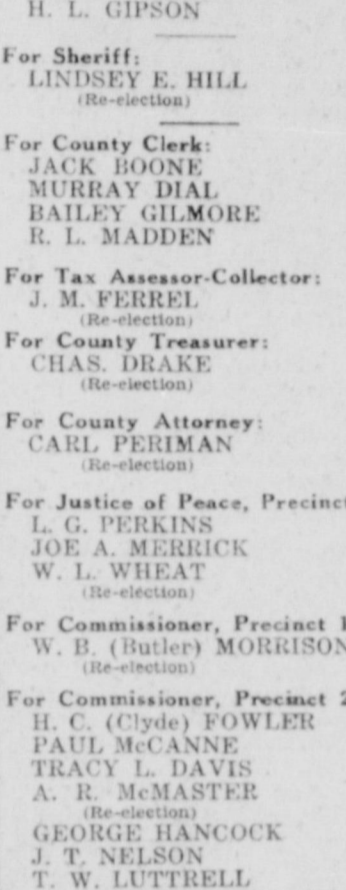 H. L. GIPSON
For Sheriff:
LINDSEY E. HILL
(Re-election)
For County Clerk:
JACK BOONE
MURRAY DIAL
BAILEY GILMORE
R. L. MADDEN
For Tax Assessor-Collector:
J. M. FERREL
(Re-election)
For County Treasurer:
CHAS. DRAKE
(Re-election)
For County Attorney:
CARL PERIMAN
(Re-election)
For Justice of Peace, Precinct
L. G. PERKINS
JOE A. MERRICK
W. L. WHEAT
(Re-election)
For Commissioner, Precinct 1
W. B. (Butler) MORRISON
(Re-election)
For Commissioner, Precinct 2
H. C. (Clyde) FOWLER
PAUL McCANNE
TRACY L. DAVIS
A. R. McMASTER
(Re-election)
GEORGE HANCOCK
J. T. NELSON
T. W. LUTTRELL